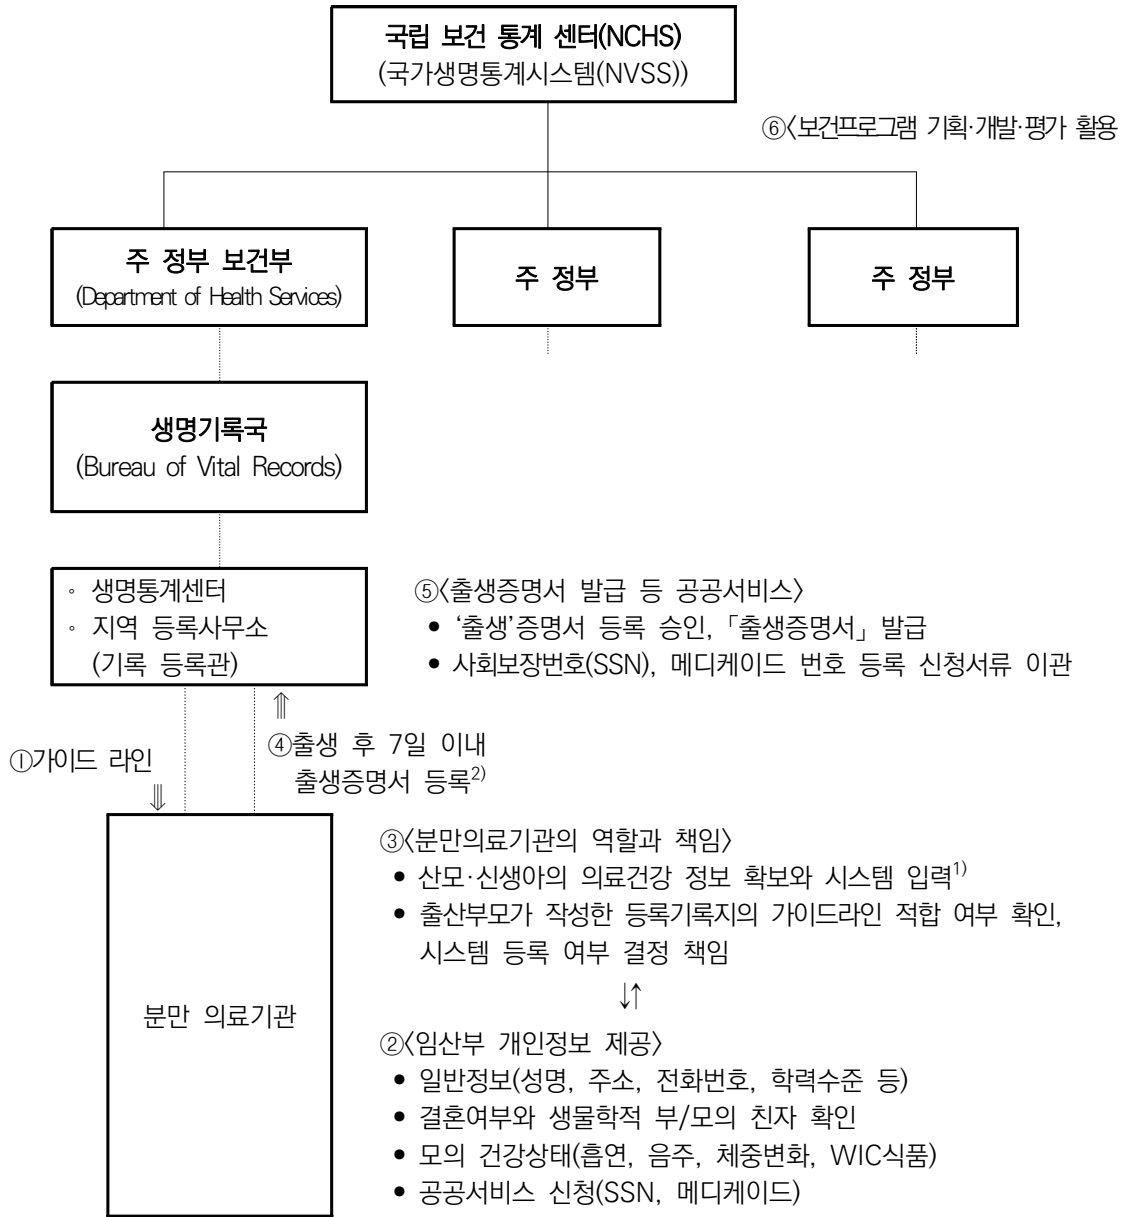 국립 보건 통계 센터(NCHS)
(국가생명통계시스템(NVSS))
⑥〈보건프로그램 기획·개발·평가 활용
주 정부 보건부
(Department of Health Services)
주 정부
주 정부
생명기록국
(Bureau of Vital Records)
◦ 생명통계센터
◦ 지역 등록사무소
(기록 등록관)
⑤〈출생증명서 발급 등 공공서비스〉
• ‘출생’증명서 등록 승인, 「출생증명서」 발급
• 사회보장번호(SSN), 메디케이드 번호 등록 신청서류 이관
⇑
①가이드 라인
⇓
④출생 후 7일 이내
출생증명서 등록2)
분만 의료기관
③〈분만의료기관의 역할과 책임〉
• 산모·신생아의 의료건강 정보 확보와 시스템 입력1)
• 출산부모가 작성한 등록기록지의 가이드라인 적합 여부 확인,
시스템 등록 여부 결정 책임
↓↑
②〈임산부 개인정보 제공〉
• 일반정보(성명, 주소, 전화번호, 학력수준 등)
• 결혼여부와 생물학적 부/모의 친자 확인
• 모의 건강상태(흡연, 음주, 체중변화, WIC식품)
• 공공서비스 신청(SSN, 메디케이드)